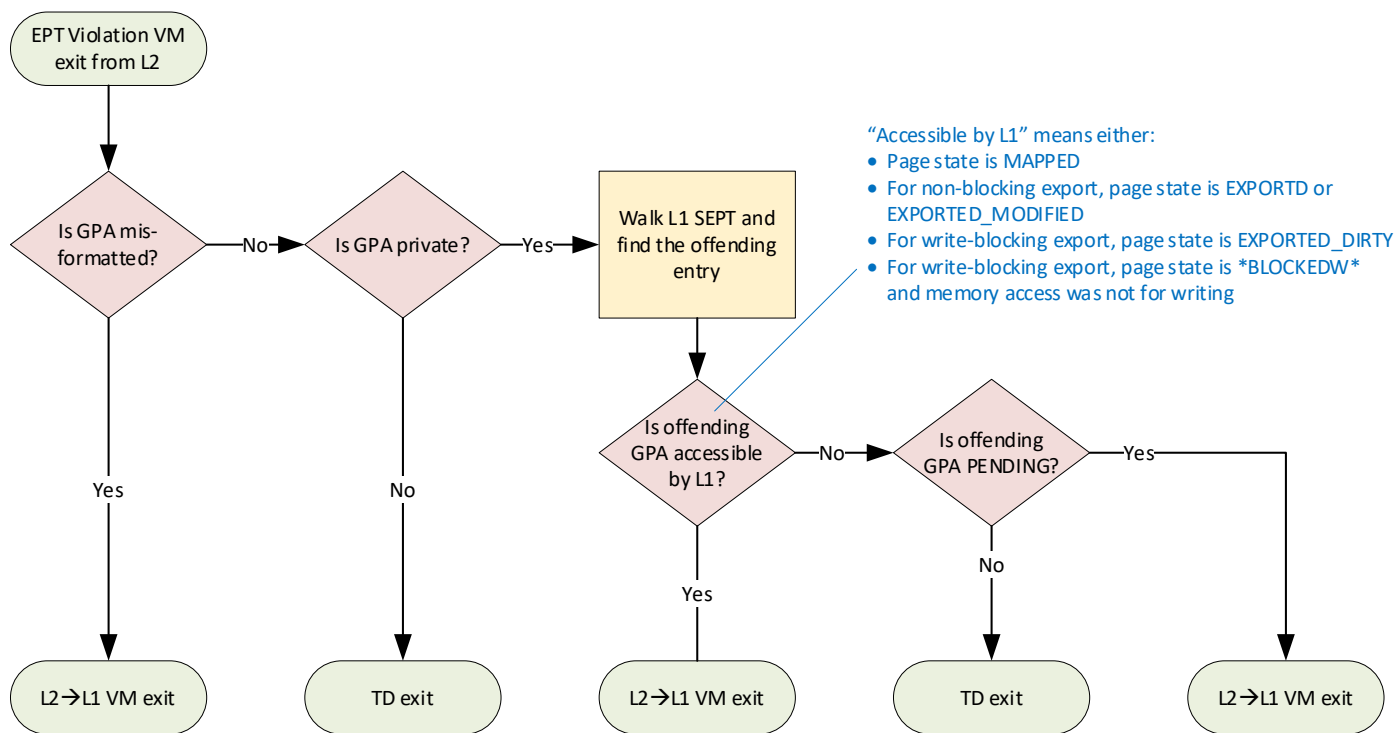 EPT Violation VM
exit from L2
“Accessible by L1” means either:
• Page state is MAPPED
• For non-blocking export, page state is EXPORTD or
EXPORTED_MODIFIED
• For write-blocking export, page state is EXPORTED_DIRTY
• For write-blocking export, page state is *BLOCKEDW*
and memory access was not for writing
Is GPA mis-
formatted?
No
Is GPA private?
Yes
Walk L1 SEPT and
find the offending
entry
Yes
No
Is offending
GPA accessible
by L1?
No
Is offending
GPA PENDING?
Yes
Yes
No
L2→L1 VM exit
TD exit
L2→L1 VM exit
TD exit
L2→L1 VM exit